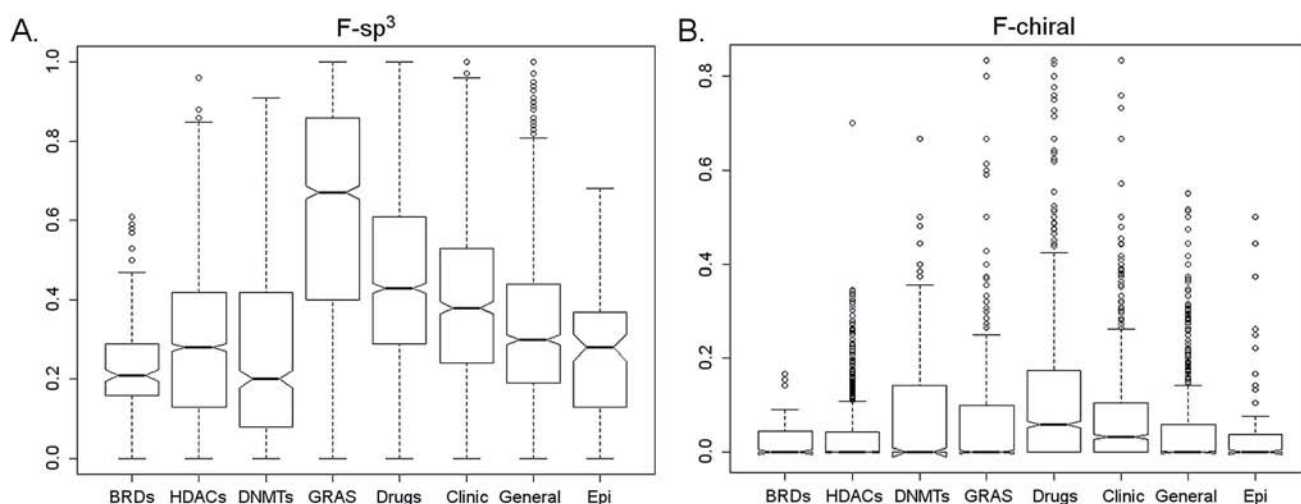 A.
F-sp³
1.0
0.8
0.6
0.4
0.2
0.0
BRDs HDACs DNMTs GRAS Drugs Clinic General Epi
B.
F-chiral
0.8
0.6
0.4
0.2
0.0
BRDs HDACs DNMTs GRAS Drugs Clinic General Epi